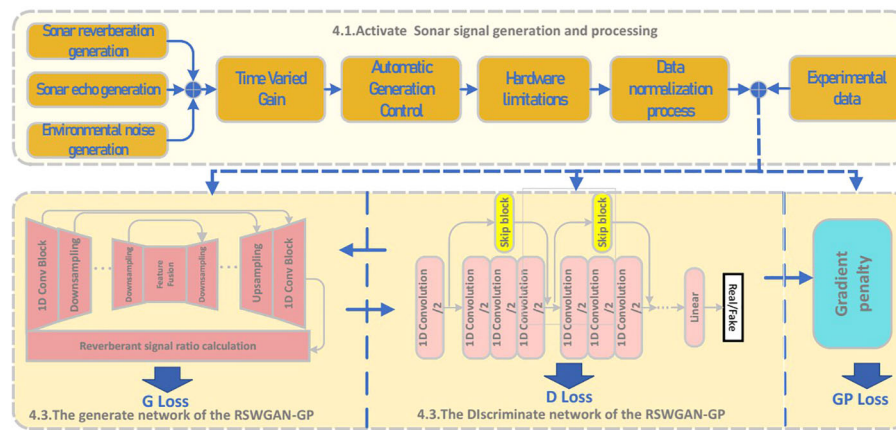 4.1.Activate Sonar signal generation and processing
Sonar reverberation
generation
Sonar echo generation
Environmental noise
generation
Time Varied
Gain
Automatic
Generation
Control
Hardware
limitations
Data
normalization
process
Experimental
data
1D Conv Block
Downsampling
Downsampling
Feature
Fusion
Downsampling
Upsampling
1D Conv Block
Reverberant signal ratio calculation
G Loss
4.3.The generate network of the RSWGAN-GP
Skip block
Skip block
1D Convolution
/2
1D Convolution
/2
1D Convolution
/2
1D Convolution
/2
1D Convolution
/2
1D Convolution
/2
1D Convolution
/2
Linear
Real/Fake
D Loss
4.3.The DIscriminate network of the RSWGAN-GP
Gradient
penalty
GP Loss